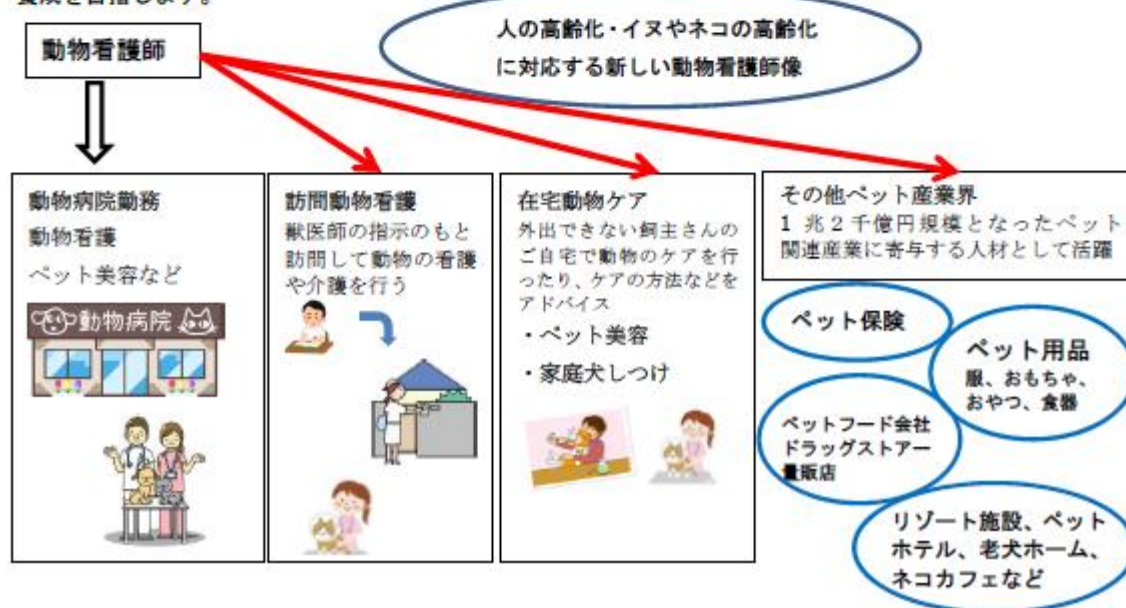 養成を目指します。
動物看護師
人の高齢化・イヌやネコの高齢化
に対応する新しい動物看護師像
動物病院勤務
動物看護
ペット美容など
動物病院
訪問動物看護
獣医師の指示のもと
訪問して動物の看護
や介護を行う
在宅動物ケア
外出できない飼主さんの
ご自宅で動物のケアを行
ったり、ケアの方法などを
アドバイス
・ペット美容
・家庭犬しつけ
その他ペット産業界
1 兆2千億円規模となったペット
関連産業に寄与する人材として活躍
ペット保険
ペット用品
服、おもちゃ、
おやつ、食器
ペットフード会社
ドラッグストアー
量販店
リゾート施設、ペット
ホテル、老犬ホーム、
ネコカフェなど